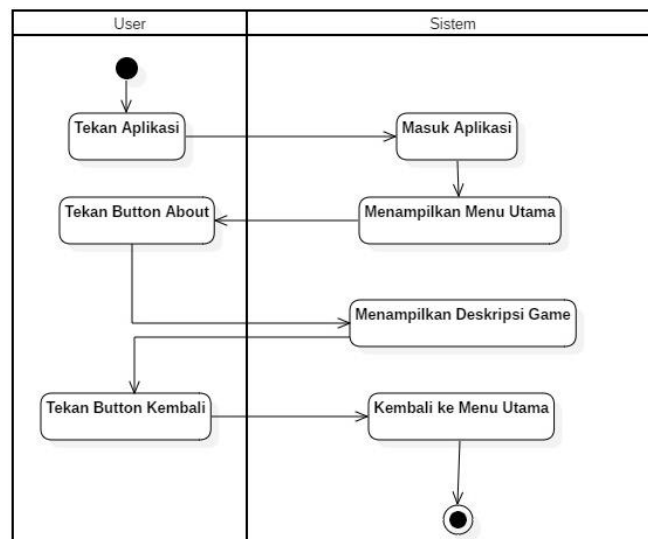 User
Sistem
Tekan Aplikasi
Masuk Aplikasi
Tekan Button About
Menampilkan Menu Utama
Menampilkan Deskripsi Game
Tekan Button Kembali
Kembali ke Menu Utama